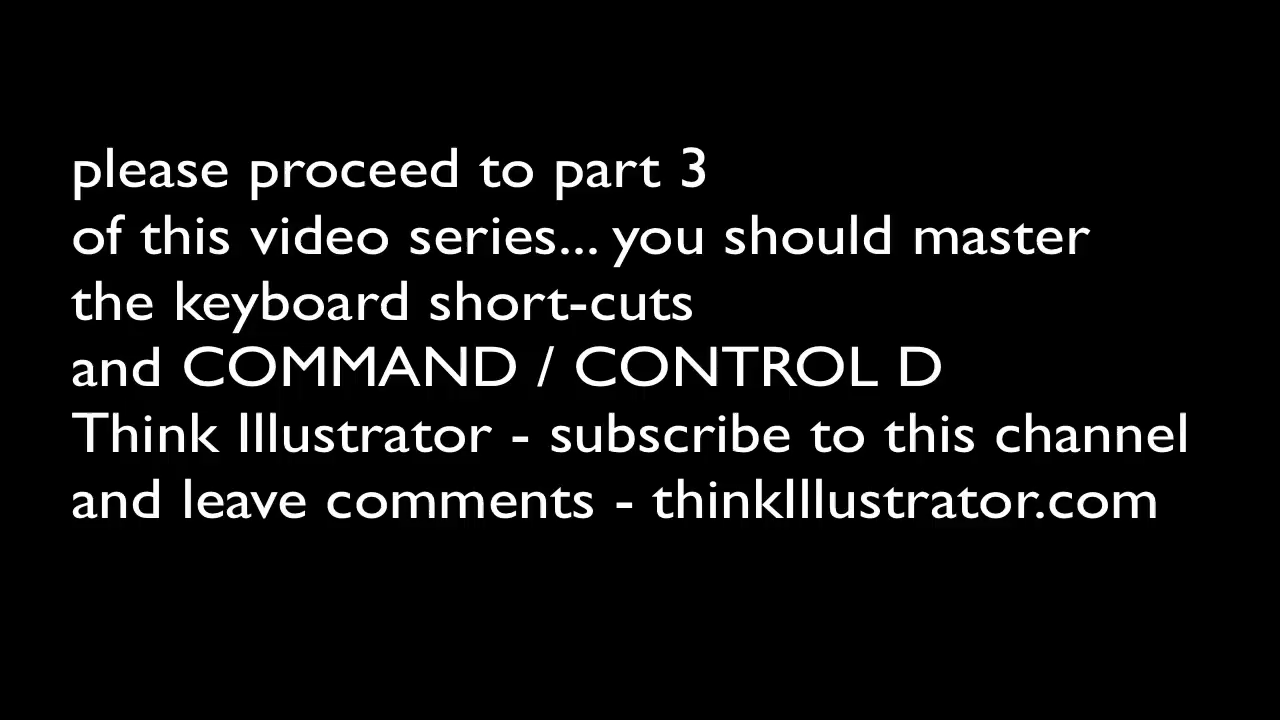 please proceed to part 3
of this video series... you should master
the keyboard short-cuts
and COMMAND / CONTROL D
Think Illustrator - subscribe to this channel
and leave comments - thinkIllustrator.com